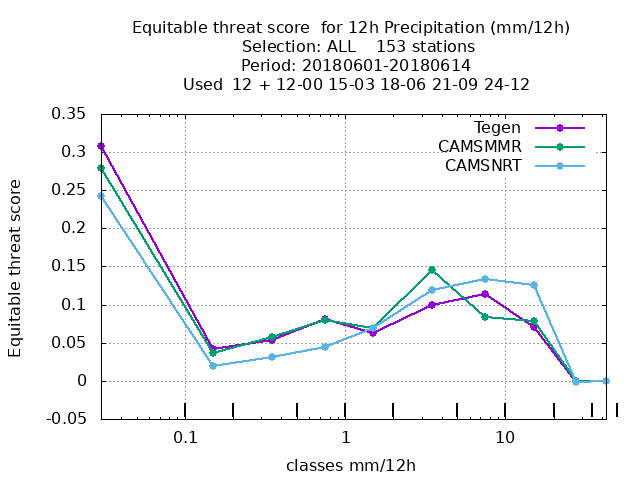 Equitable threat score  for 12h Precipitation (mm/12h)
Selection: ALL    153 stations
Period: 20180601-20180614
Used  12 + 12-00 15-03 18-06 21-09 24-12
Tegen
CAMSMMR
CAMSNRT
Equitable threat score
0.35
0.3
0.25
0.2
0.15
0.1
0.05
0
-0.05
0.1
1
10
classes mm/12h